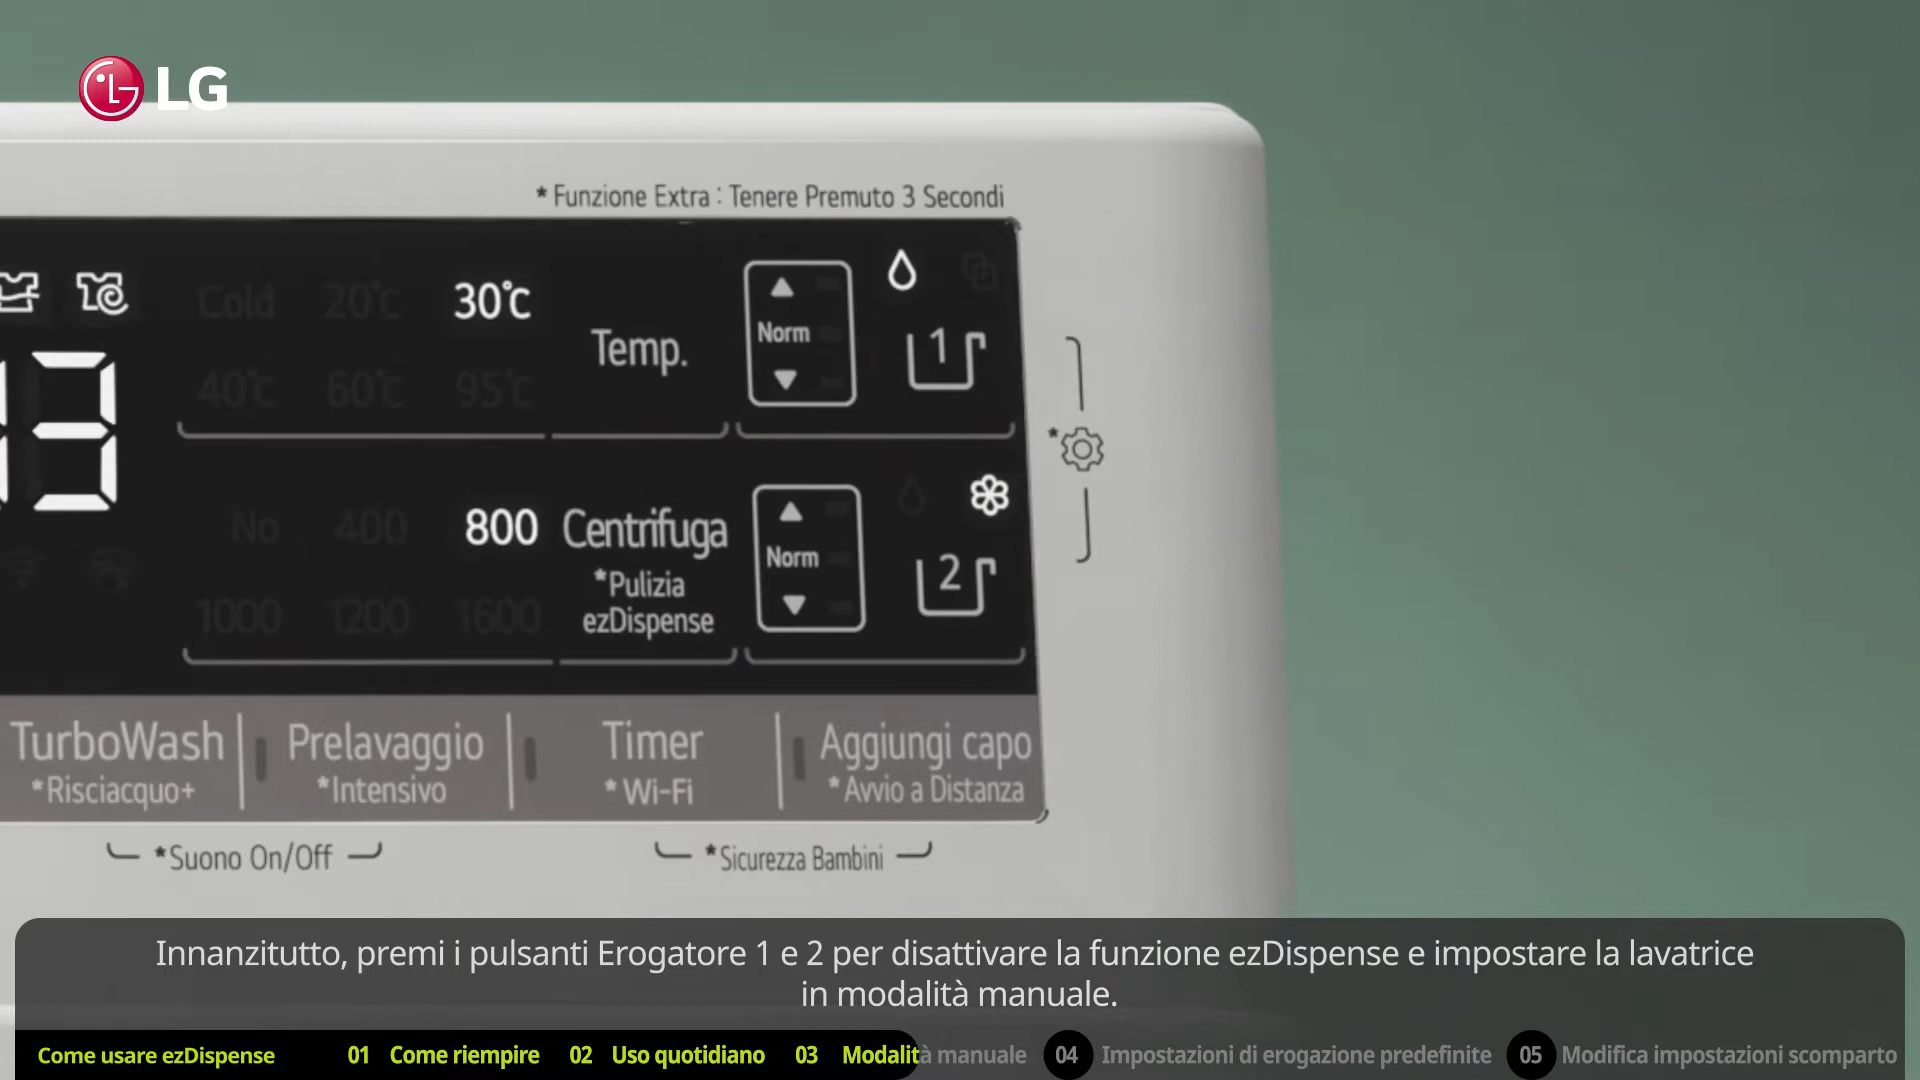 LG
* Funzione Extra : Tenere Premuto 3 Secondi
Cold 20°c 30°c
40°c 60°c 95°c
Temp.
Norm
1
3
No 400 800
1000 1200 1600
Centrifuga
*Pulizia
ezDispense
Norm
2
*
TurboWash
*Risciacquo+
Prelavaggio
*Intensivo
Timer
*Wi-Fi
Aggiungi capo
*Avvio a Distanza
*Suono On/Off
*Sicurezza Bambini
Innanzitutto, premi i pulsanti Erogatore 1 e 2 per disattivare la funzione ezDispense e impostare la lavatrice
in modalità manuale.
Come usare ezDispense 01 Come riempire 02 Uso quotidiano 03 Modalità manuale 04 Impostazioni di erogazione predefinite 05 Modifica impostazioni scomparto